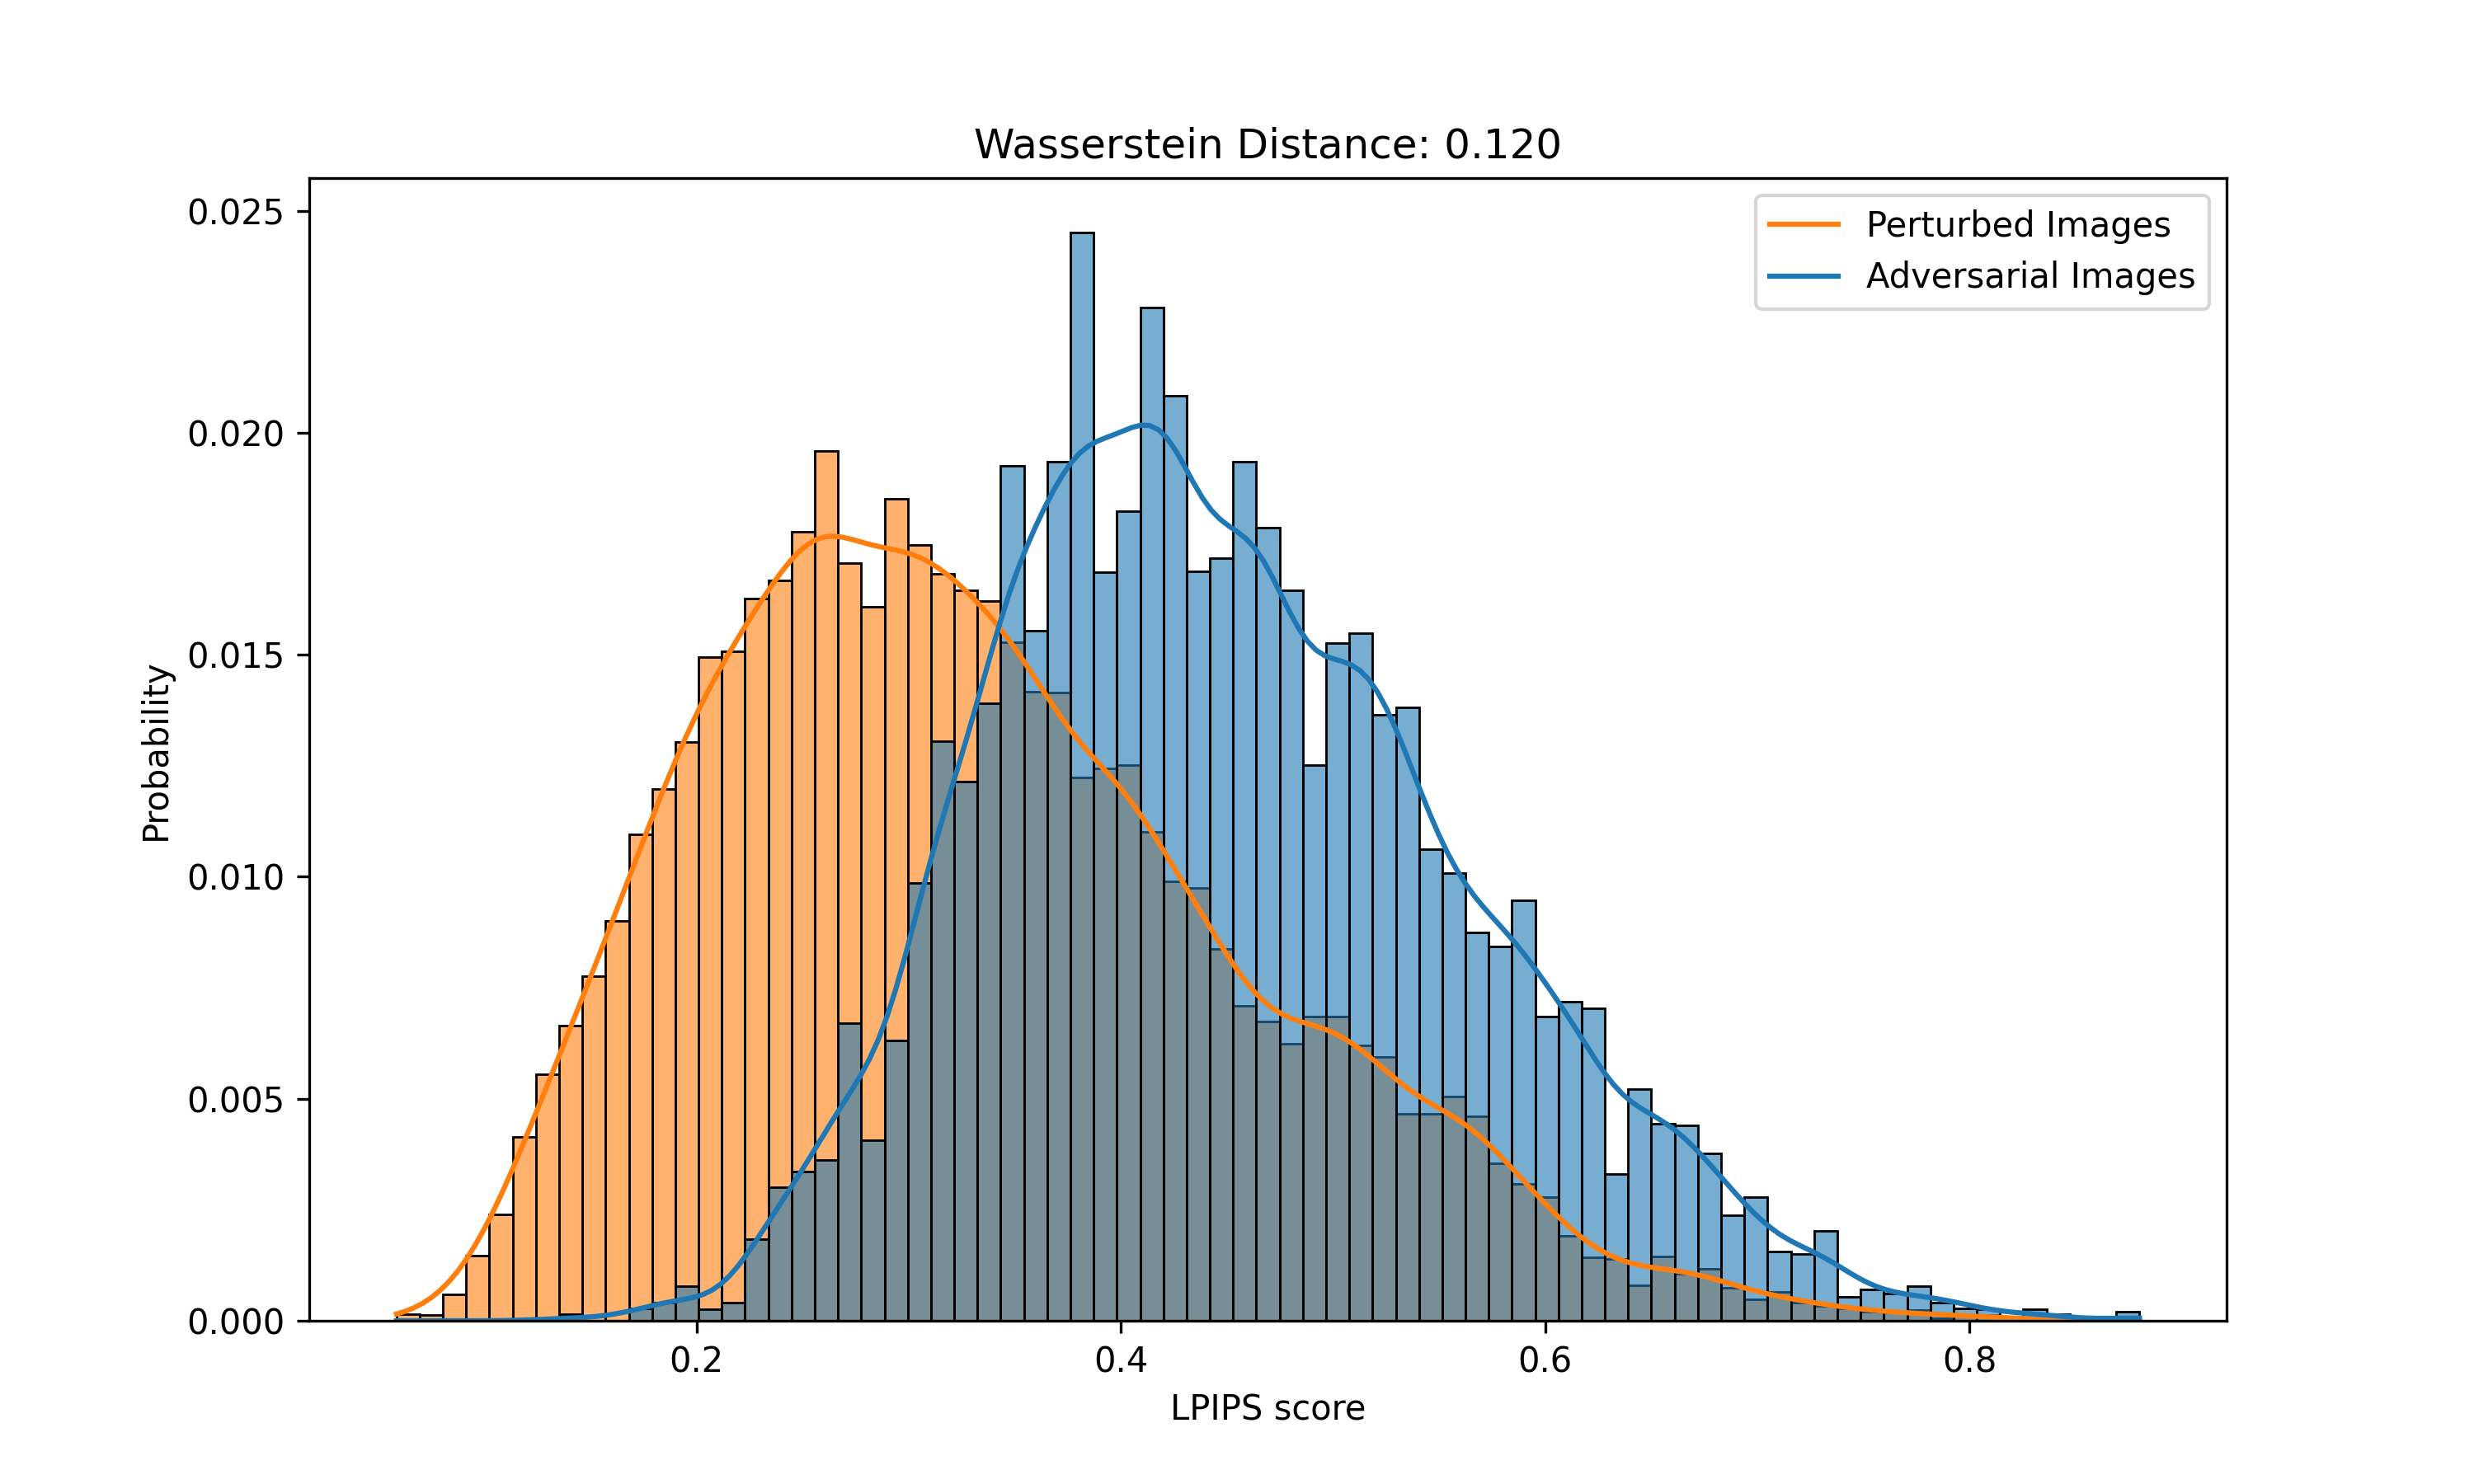 Wasserstein Distance: 0.120
Perturbed Images
Adversarial Images
0.025
0.020
0.015
0.010
0.005
0.000
Probability
0.2
0.4
0.6
0.8
LPIPS score